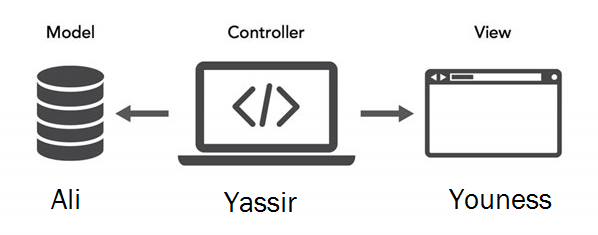 Model
Controller
View
Ali
Yassir
Youness